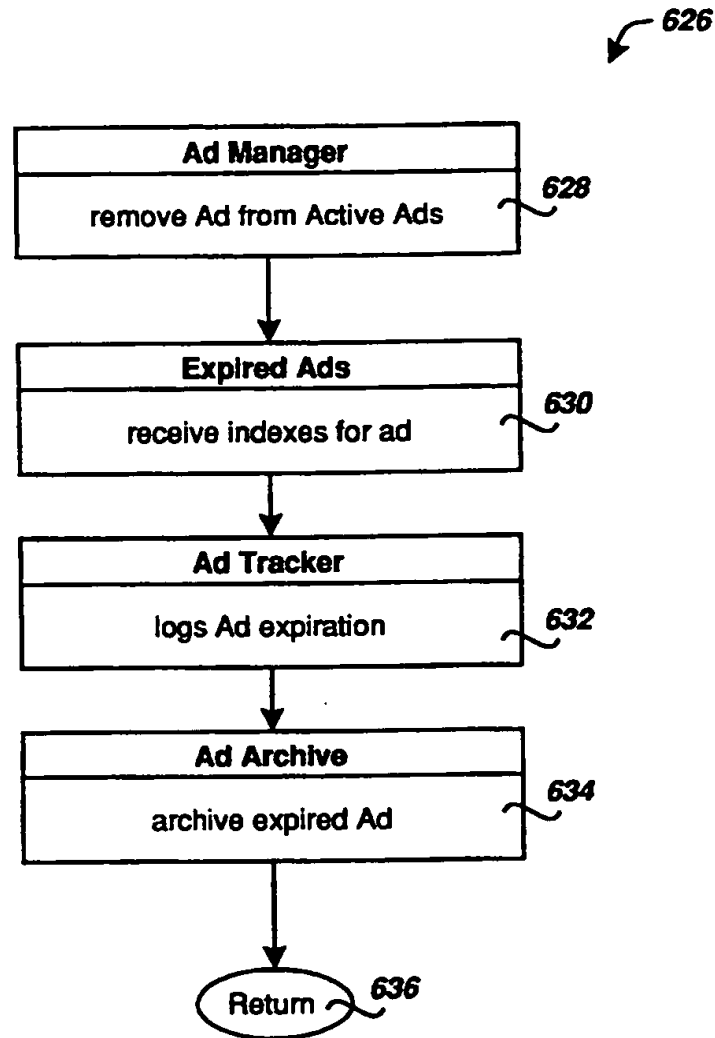 626
Ad Manager
remove Ad from Active Ads
628
Expired Ads
receive indexes for ad
630
Ad Tracker
logs Ad expiration
632
Ad Archive
archive expired Ad
634
Return
636